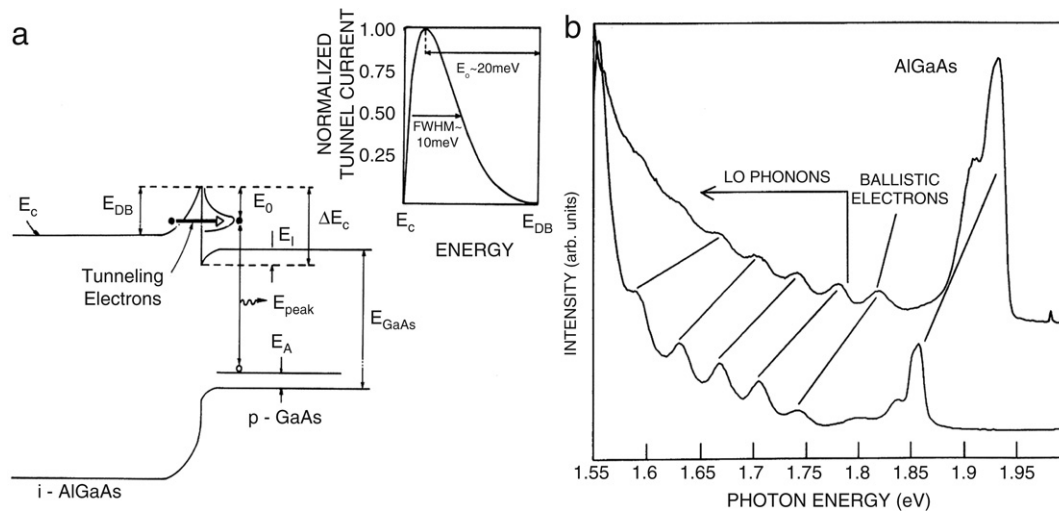 a
NORMALIZED
TUNNEL CURRENT
1.00
0.75
0.50
0.25
E₀~20meV
FWHM~
10meV
E_c
E_DB
ENERGY
E_c
E_DB
E_0
ΔE_c
E_I
Tunneling
Electrons
E_peak
E_GaAs
E_A
p - GaAs
i - AlGaAs
b
AlGaAs
LO PHONONS
BALLISTIC
ELECTRONS
INTENSITY (arb. units)
1.55 1.6 1.65 1.7 1.75 1.8 1.85 1.9 1.95
PHOTON ENERGY (eV)